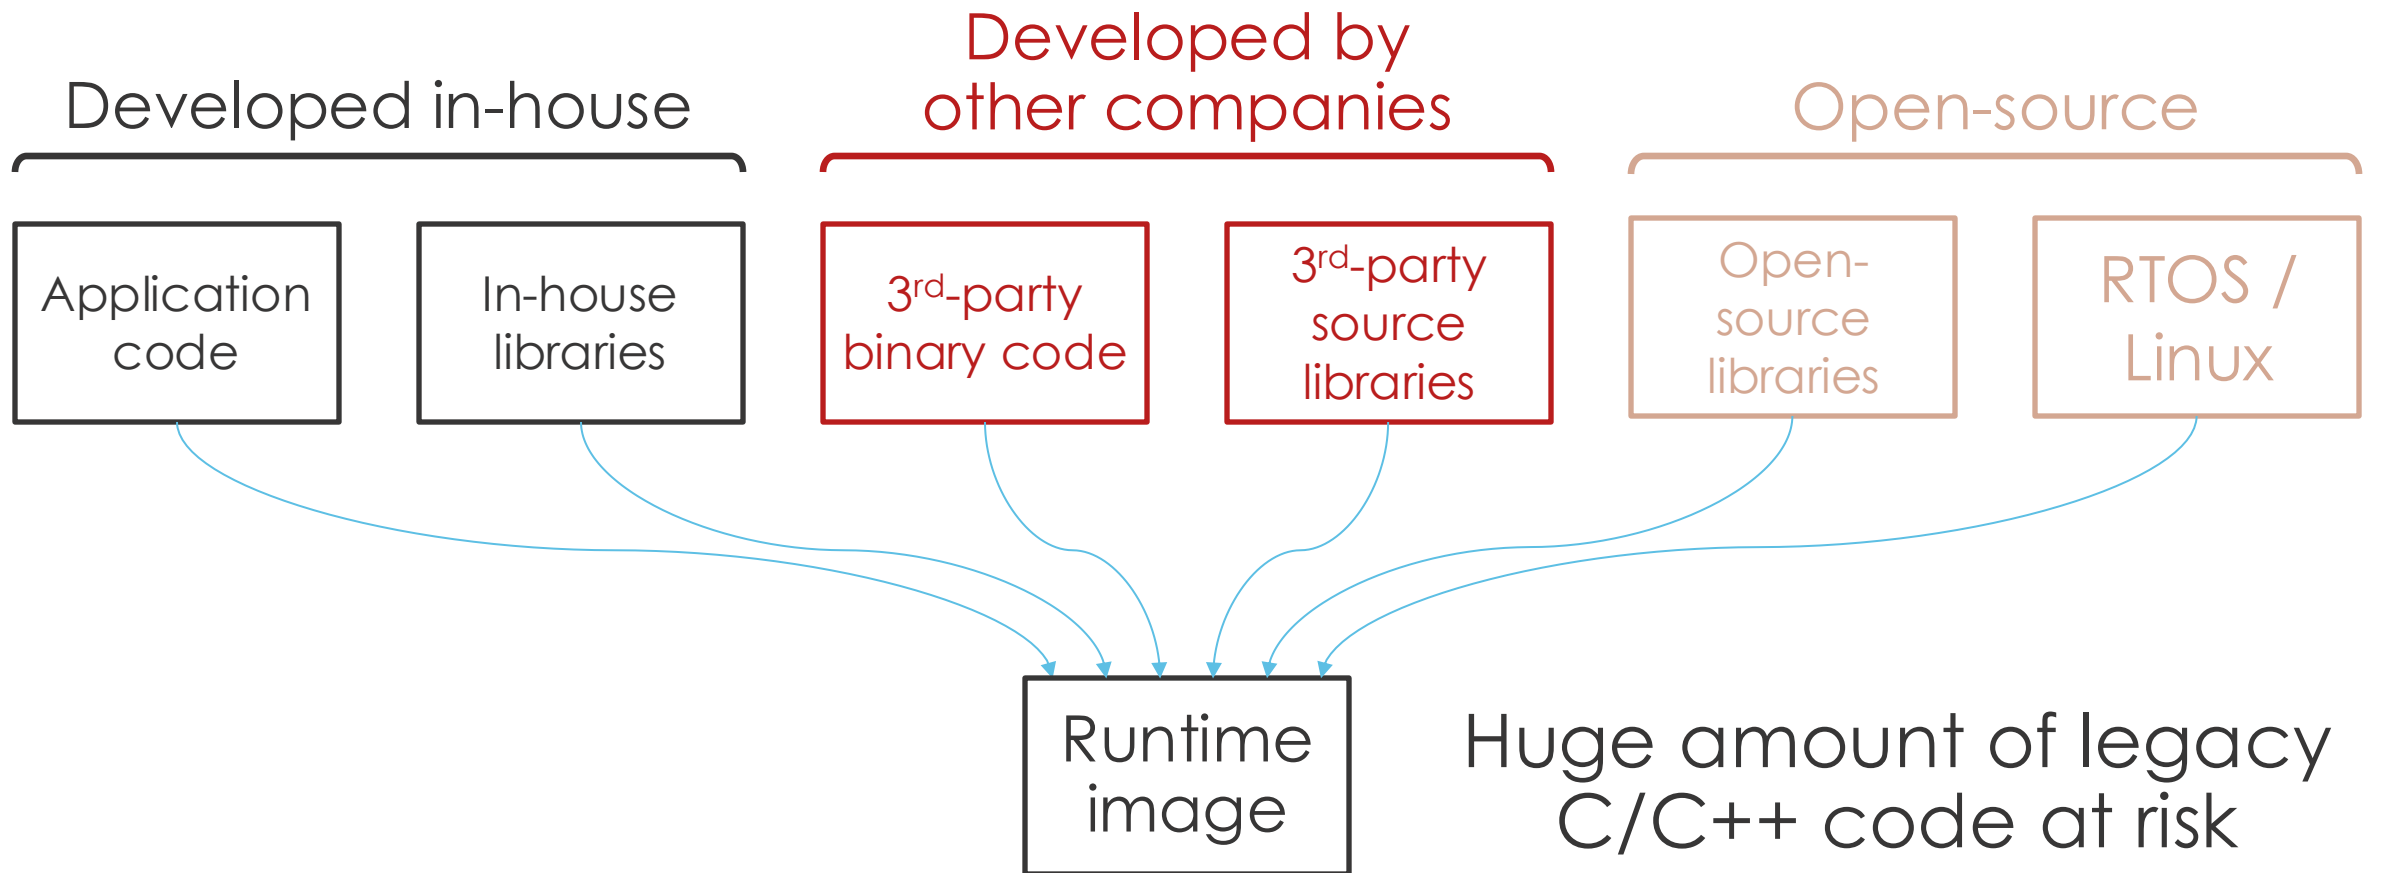 Developed in-house
Developed by
other companies
Open-source
Application
code
In-house
libraries
3rd-party
binary code
3rd-party
source
libraries
Open-
source
libraries
RTOS /
Linux
Runtime
image
Huge amount of legacy
C/C++ code at risk